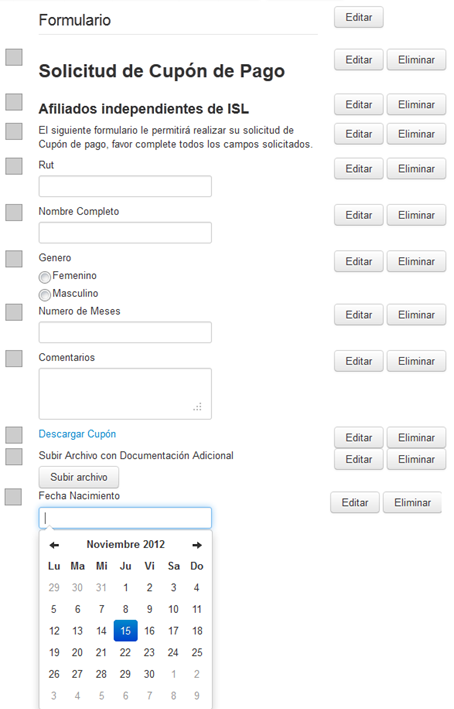 Formulario Editar
Solicitud de Cupón de Pago Editar Eliminar
Afiliados independientes de ISL Editar Eliminar
El siguiente formulario le permitirá realizar su solicitud de Editar Eliminar
Cupón de pago, favor complete todos los campos solicitados.
Rut Editar Eliminar
Nombre Completo Editar Eliminar
Genero Editar Eliminar
Femenino
Masculino
Numero de Meses Editar Eliminar
Comentarios Editar Eliminar
Descargar Cupón Editar Eliminar
Subir Archivo con Documentación Adicional Editar Eliminar
Subir archivo
Fecha Nacimiento Editar Eliminar
Noviembre 2012
Lu Ma Mi Ju Vi Sa Do
29 30 31 1 2 3 4
5 6 7 8 9 10 11
12 13 14 15 16 17 18
19 20 21 22 23 24 25
26 27 28 29 30 1 2
3 4 5 6 7 8 9